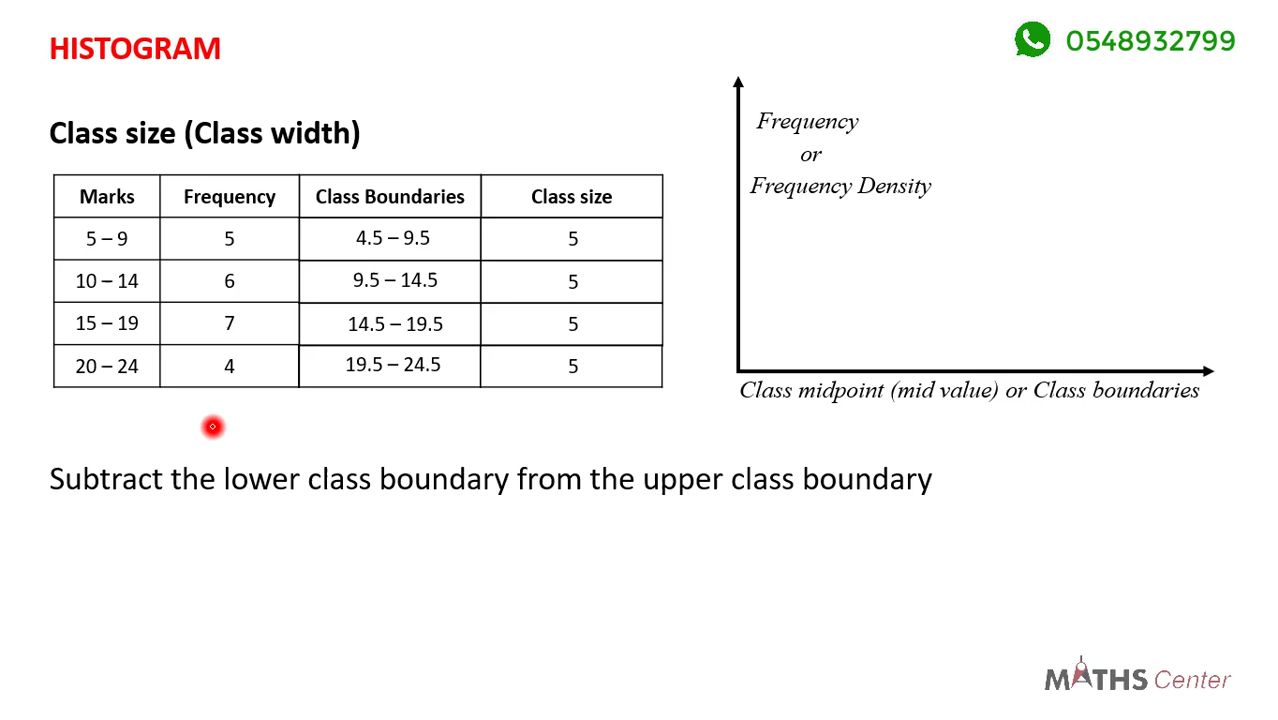 HISTOGRAM
0548932799
Class size (Class width)
Marks Frequency Class Boundaries Class size
5 – 9 5 4.5 – 9.5 5
10 – 14 6 9.5 – 14.5 5
15 – 19 7 14.5 – 19.5 5
20 – 24 4 19.5 – 24.5 5
Frequency
or
Frequency Density
Class midpoint (mid value) or Class boundaries
Subtract the lower class boundary from the upper class boundary
MATHS Center